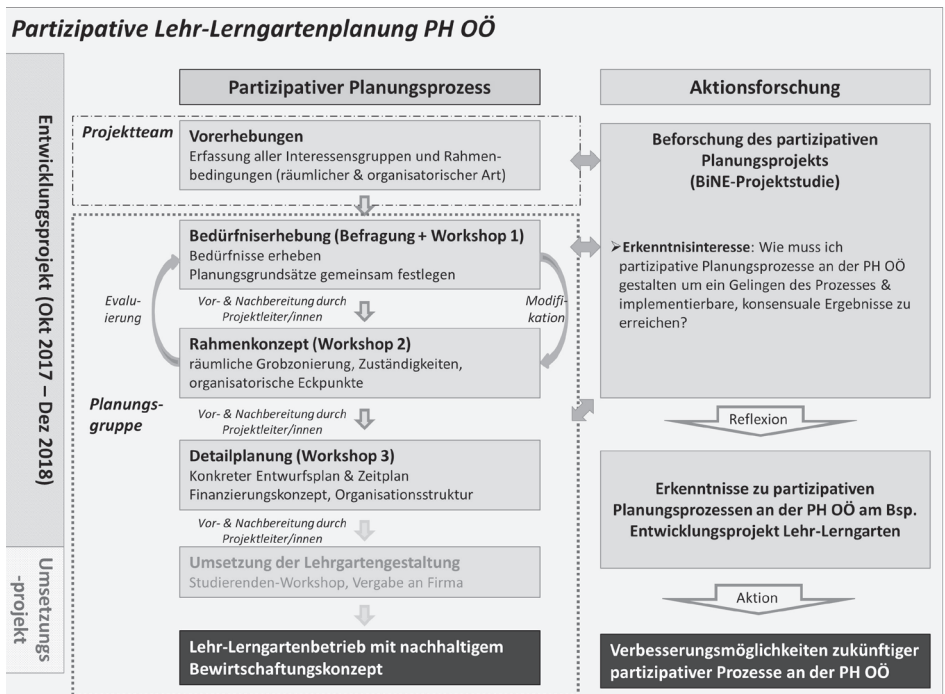 Partizipative Lehr-Lerngartenplanung PH OÖ
Entwicklungsprojekt (Okt 2017 – Dez 2018)
Umsetzungs
-projekt
Partizipativer Planungsprozess
Projektteam
Vorerhebungen
Erfassung aller Interessensgruppen und Rahmen-
bedingungen (räumlicher & organisatorischer Art)
Bedürfniserhebung (Befragung + Workshop 1)
Bedürfnisse erheben
Planungsgrundsätze gemeinsam festlegen
Evalu-
ierung
Vor- & Nachbereitung durch
Projektleiter/innen
Modifi-
kation
Rahmenkonzept (Workshop 2)
räumliche Grobzonierung, Zuständigkeiten,
organisatorische Eckpunkte
Planungs-
gruppe
Vor- & Nachbereitung durch
Projektleiter/innen
Detailplanung (Workshop 3)
Konkreter Entwurfsplan & Zeitplan
Finanzierungskonzept, Organisationsstruktur
Vor- & Nachbereitung durch
Projektleiter/innen
Umsetzung der Lehrgartengestaltung
Studierenden-Workshop, Vergabe an Firma
Lehr-Lerngartenbetrieb mit nachhaltigem
Bewirtschaftungskonzept
Aktionsforschung
Beforschung des partizipativen
Planungsprojekts
(BiNE-Projektstudie)
➢Erkenntnisinteresse: Wie muss ich
partizipative Planungsprozesse an der PH OÖ
gestalten um ein Gelingen des Prozesses &
implementierbare, konsensuale Ergebnisse zu
erreichen?
Reflexion
Erkenntnisse zu partizipativen
Planungsprozessen an der PH OÖ am Bsp.
Entwicklungsprojekt Lehr-Lerngarten
Aktion
Verbesserungsmöglichkeiten zukünftiger
partizipativer Prozesse an der PH OÖ